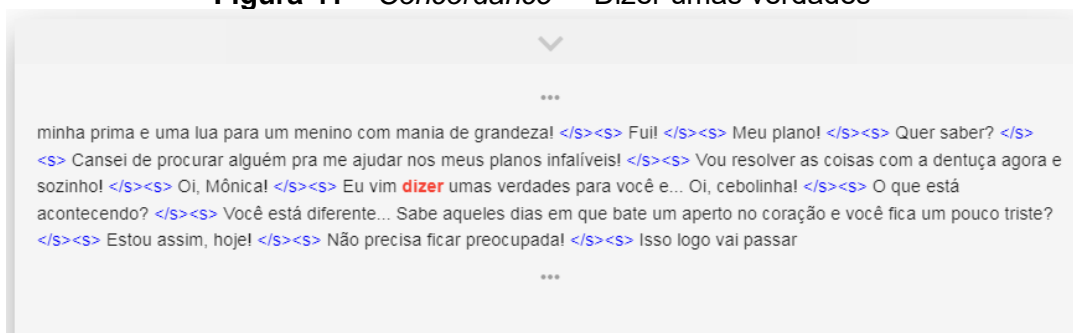 Figura 41 – Concordance – “Dizer umas verdades”
...
minha prima e uma lua para um menino com mania de grandeza! </s><s> Fui! </s><s> Meu plano! </s><s> Quer saber? </s>
<s> Cansei de procurar alguém pra me ajudar nos meus planos infalíveis! </s><s> Vou resolver as coisas com a dentuça agora e
sozinho! </s><s> Oi, Mônica! </s><s> Eu vim dizer umas verdades para você e... Oi, cebolinha! </s><s> O que está
acontecendo? </s><s> Você está diferente... Sabe aqueles dias em que bate um aperto no coração e você fica um pouco triste?
</s><s> Estou assim, hoje! </s><s> Não precisa ficar preocupada! </s><s> Isso logo vai passar
...